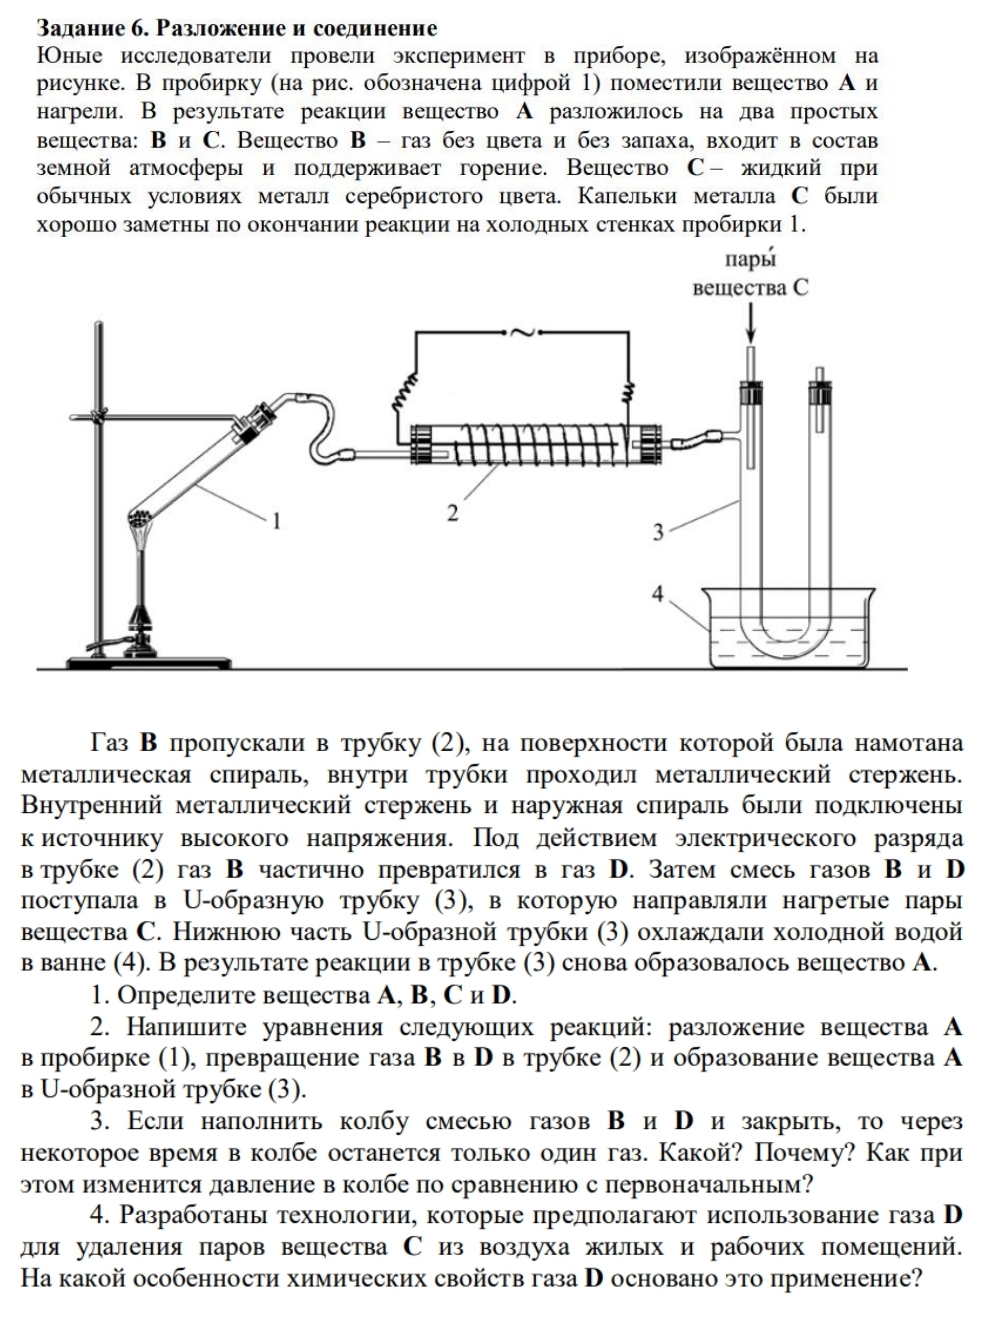 Задание 6. Разложение и соединение
Юные исследователи провели эксперимент в приборе, изображённом на
рисунке. В пробирку (на рис. обозначена цифрой 1) поместили вещество А и
нагрели. В результате реакции вещество А разложилось на два простых
вещества: В и С. Вещество В – газ без цвета и без запаха, входит в состав
земной атмосферы и поддерживает горение. Вещество С – жидкий при
обычных условиях металл серебристого цвета. Капельки металла С были
хорошо заметны по окончании реакции на холодных стенках пробирки 1.
пары́
вещества С
~
1
2
3
4
Газ В пропускали в трубку (2), на поверхности которой была намотана
металлическая спираль, внутри трубки проходил металлический стержень.
Внутренний металлический стержень и наружная спираль были подключены
к источнику высокого напряжения. Под действием электрического разряда
в трубке (2) газ В частично превратился в газ D. Затем смесь газов В и D
поступала в U-образную трубку (3), в которую направляли нагретые пары
вещества С. Нижнюю часть U-образной трубки (3) охлаждали холодной водой
в ванне (4). В результате реакции в трубке (3) снова образовалось вещество А.
1. Определите вещества А, В, С и D.
2. Напишите уравнения следующих реакций: разложение вещества А
в пробирке (1), превращение газа В в D в трубке (2) и образование вещества А
в U-образной трубке (3).
3. Если наполнить колбу смесью газов В и D и закрыть, то через
некоторое время в колбе останется только один газ. Какой? Почему? Как при
этом изменится давление в колбе по сравнению с первоначальным?
4. Разработаны технологии, которые предполагают использование газа D
для удаления паров вещества С из воздуха жилых и рабочих помещений.
На какой особенности химических свойств газа D основано это применение?